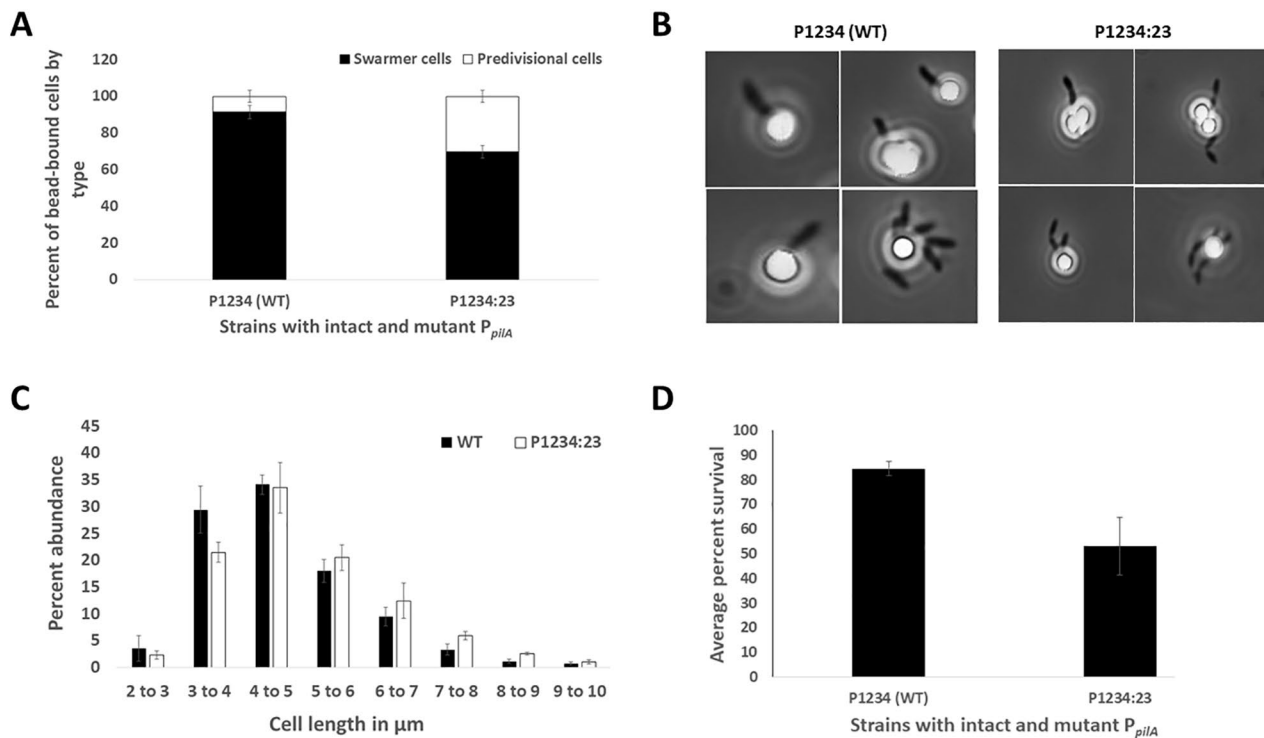 A
Percent of bead-bound cells by
type
120
100
80
60
40
20
0
Swarmer cells Predivisional cells
P1234 (WT) P1234:23
Strains with intact and mutant PpilA
B
P1234 (WT) P1234:23
C
Percent abundance
45
40
35
30
25
20
15
10
5
0
WT P1234:23
2 to 3 3 to 4 4 to 5 5 to 6 6 to 7 7 to 8 8 to 9 9 to 10
Cell length in µm
D
Average percent survival
100
90
80
70
60
50
40
30
20
10
0
P1234 (WT) P1234:23
Strains with intact and mutant PpilA